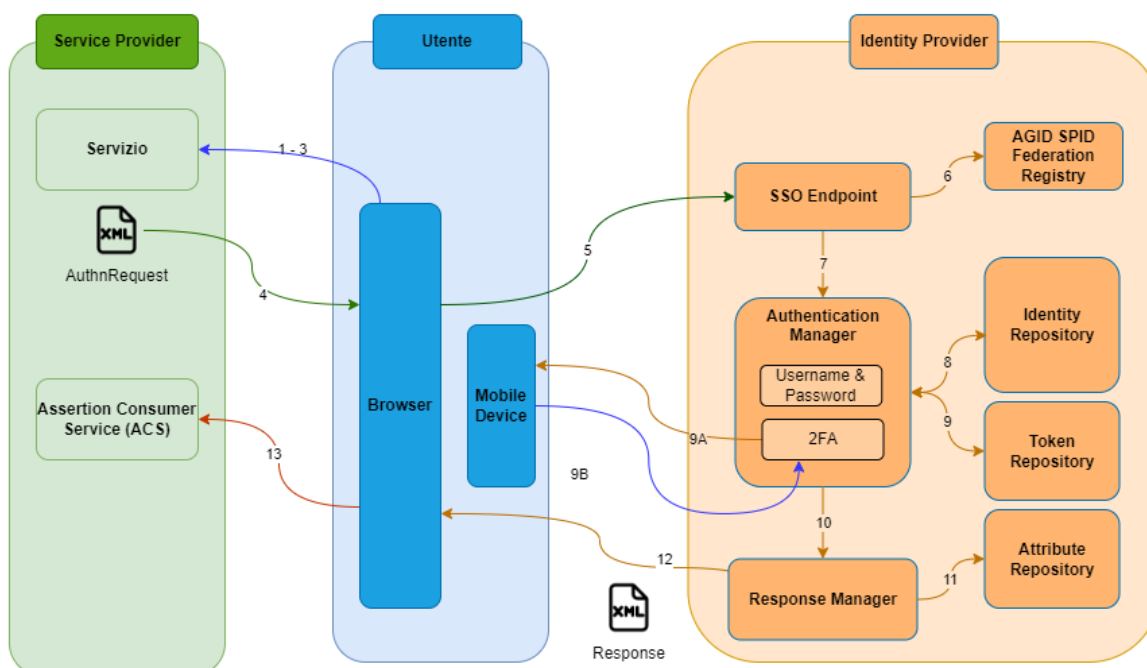 Service Provider
Utente
Identity Provider
Servizio
1 - 3
AGID SPID
Federation
Registry
6
SSO Endpoint
XML
AuthnRequest
4
5
7
Authentication
Manager
Identity
Repository
8
Username &
Password
Mobile
Device
Browser
Assertion Consumer
Service (ACS)
13
9A
2FA
9
Token
Repository
9B
10
12
Attribute
Repository
11
Response Manager
XML
Response